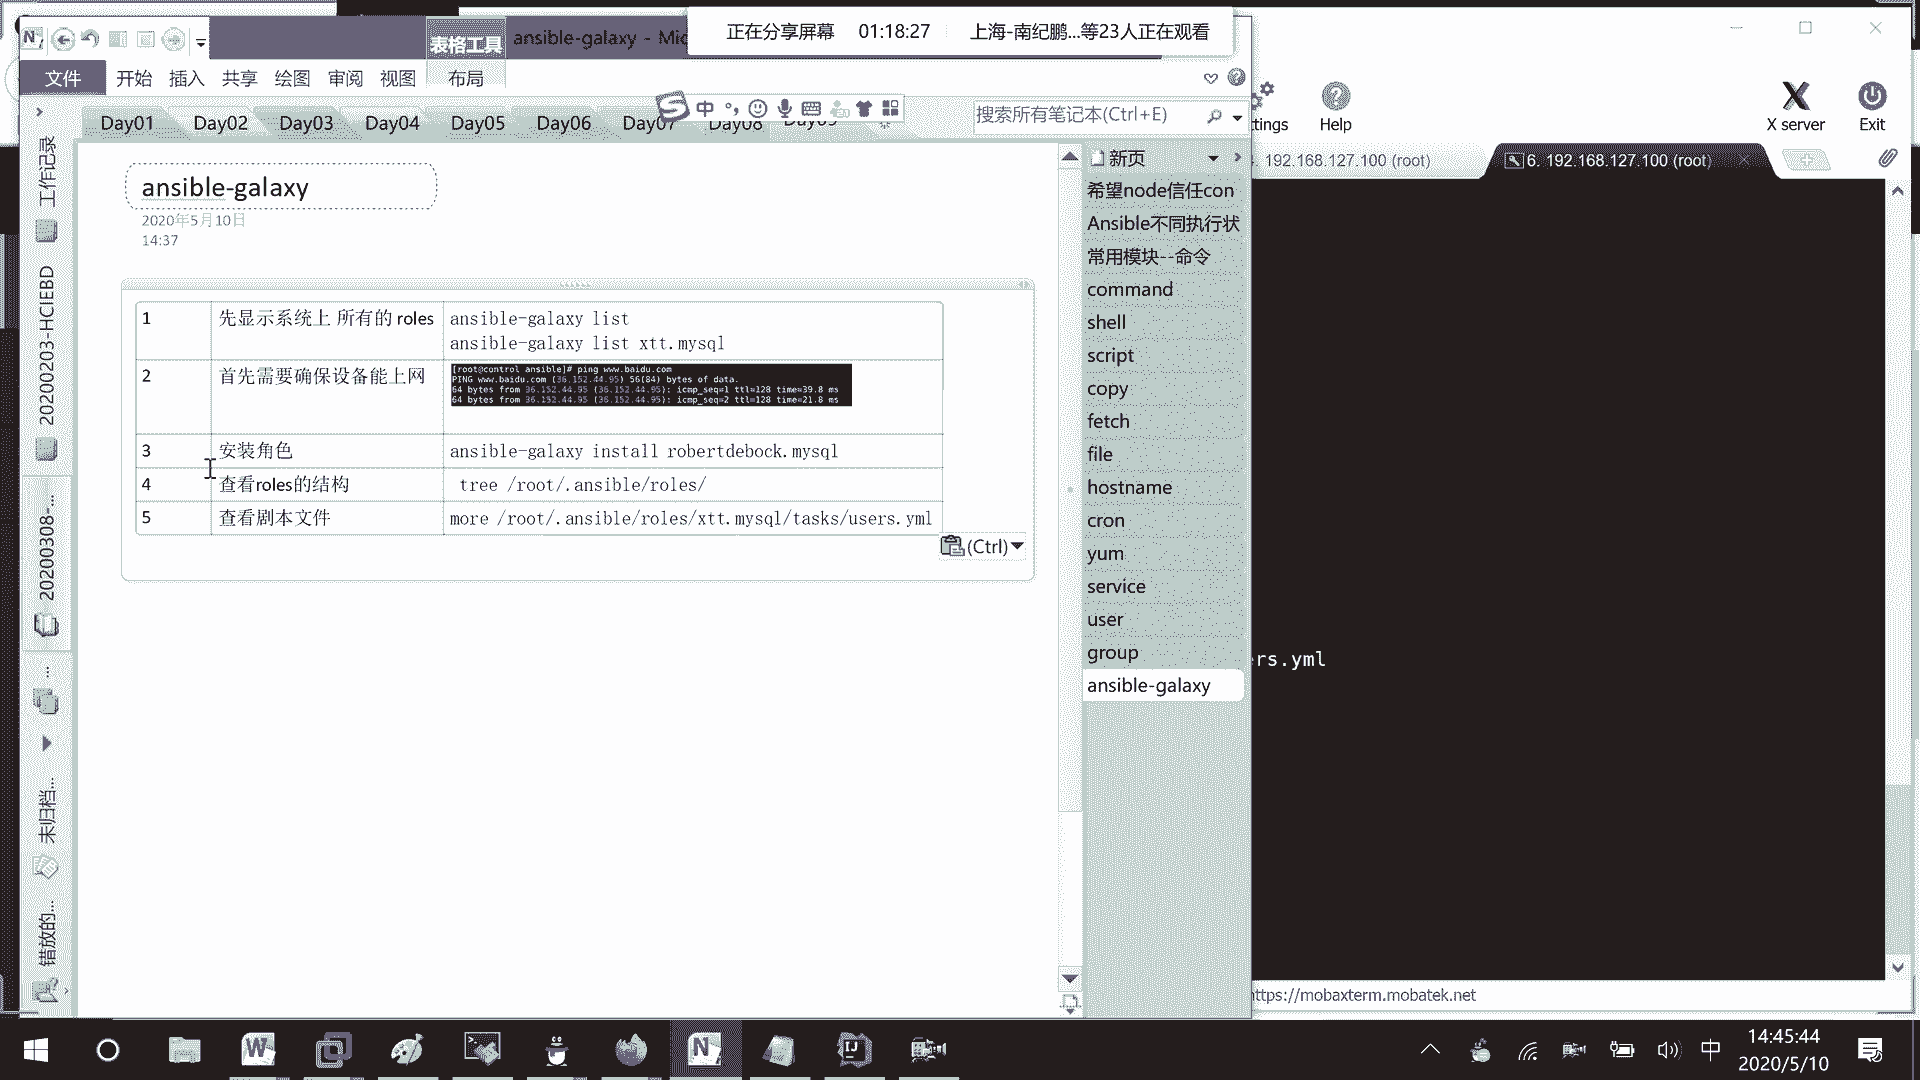 正在分享屏幕 01:18:27 上海-南纪鹏...等23人正在观看
表格工具 ansible-galaxy - Mic
文件 开始 插入 共享 绘图 审阅 视图 布局
Day01 Day02 Day03 Day04 Day05 Day06 Day07 Day08 Day09
中
搜索所有笔记本(Ctrl+E)
tings Help X server Exit
192.168.127.100 (root)
6. 192.168.127.100 (root)
工作记录
20200203-HCIEBD
20200308-...
...
未归档...
错放的...
ansible-galaxy
2020年5月10日
14:37
1 先显示系统上 所有的 roles ansible-galaxy list
ansible-galaxy list xtt.mysql
2 首先需要确保设备能上网
[root@control ansible]# ping www.baidu.com
PING www.baidu.com (36.152.44.95) 56(84) bytes of data.
64 bytes from 36.152.44.95 (36.152.44.95): icmp_seq=1 ttl=128 time=39.8 ms
64 bytes from 36.152.44.95 (36.152.44.95): icmp_seq=2 ttl=128 time=21.8 ms
3 安装角色 ansible-galaxy install robertdebock.mysql
4 查看roles的结构 tree /root/.ansible/roles/
5 查看剧本文件 more /root/.ansible/roles/xtt.mysql/tasks/users.yml
(Ctrl)
新页
希望node信任con
Ansible不同执行状
常用模块--命令
command
shell
script
copy
fetch
file
hostname
cron
yum
service
user
group
ansible-galaxy
ers.yml
https://mobaxterm.mobatek.net
中
14:45:44
2020/5/10